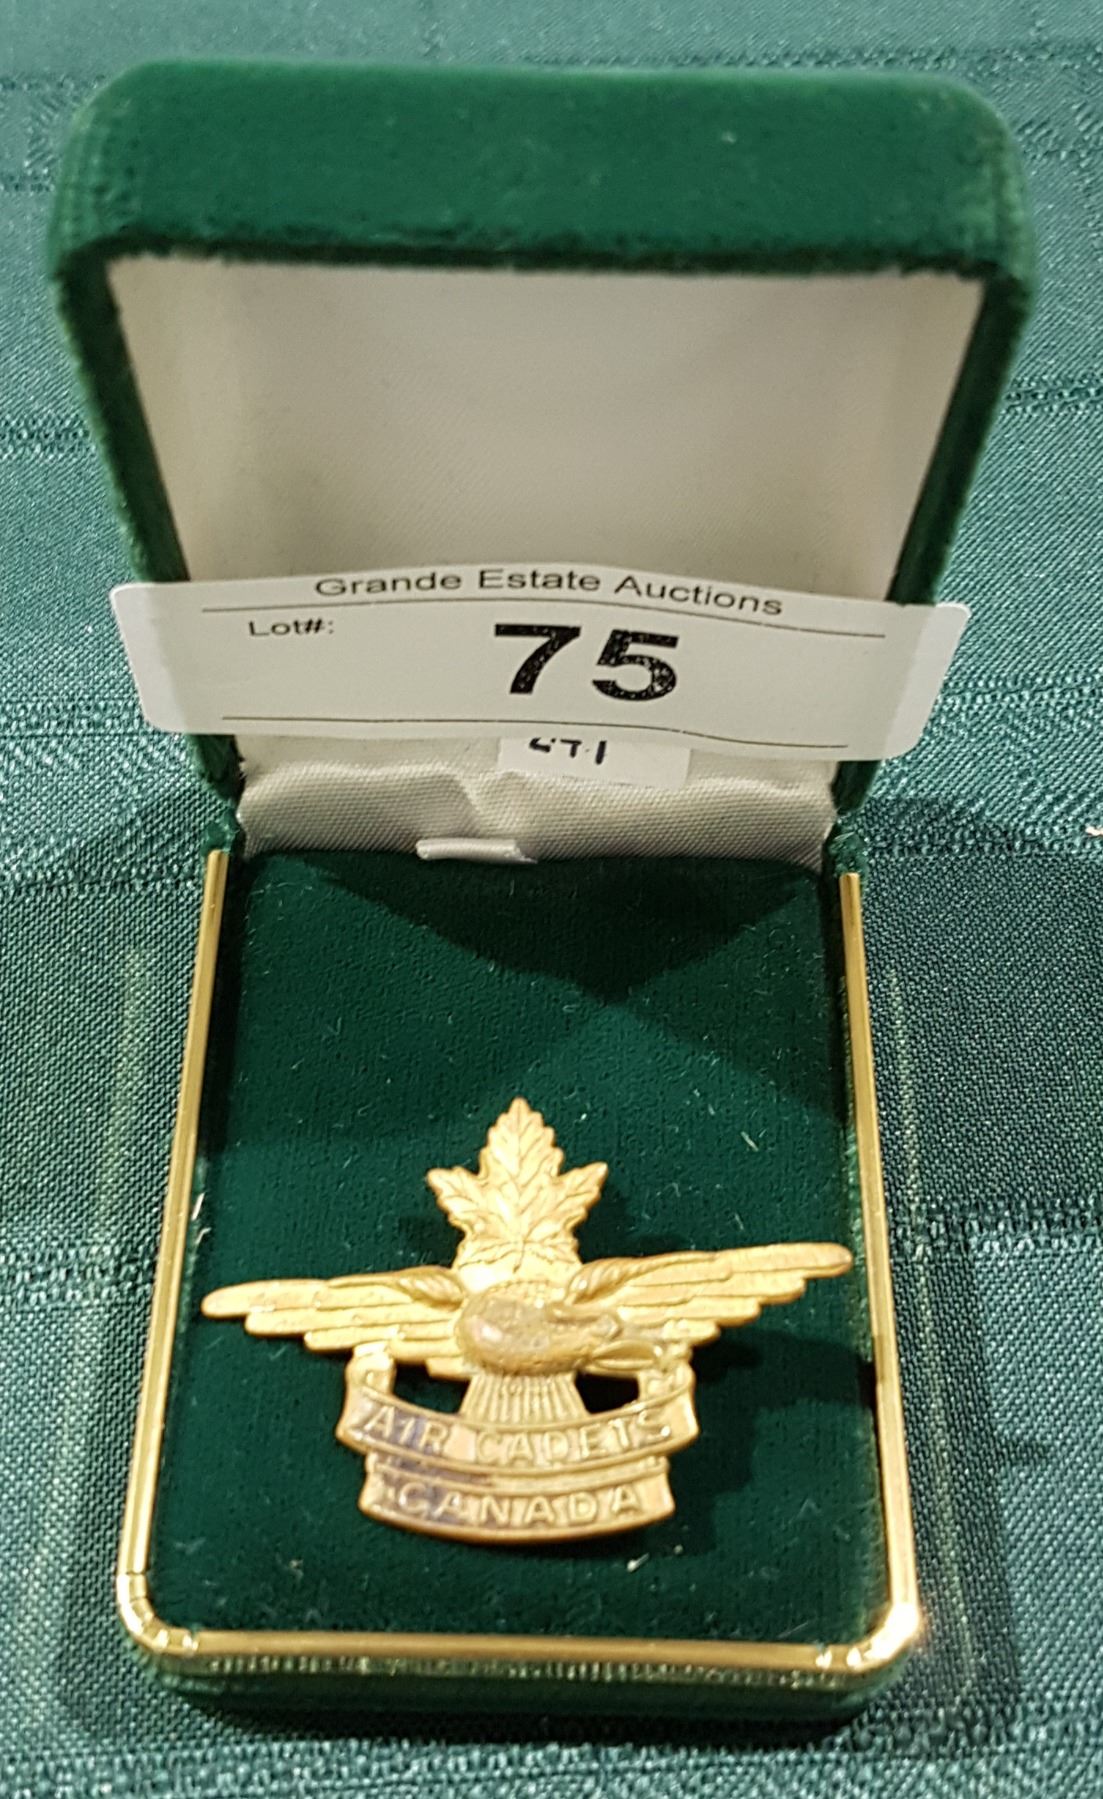 Grande Estate Auctions
Lot#:
75
AIR CADETS
CANADA